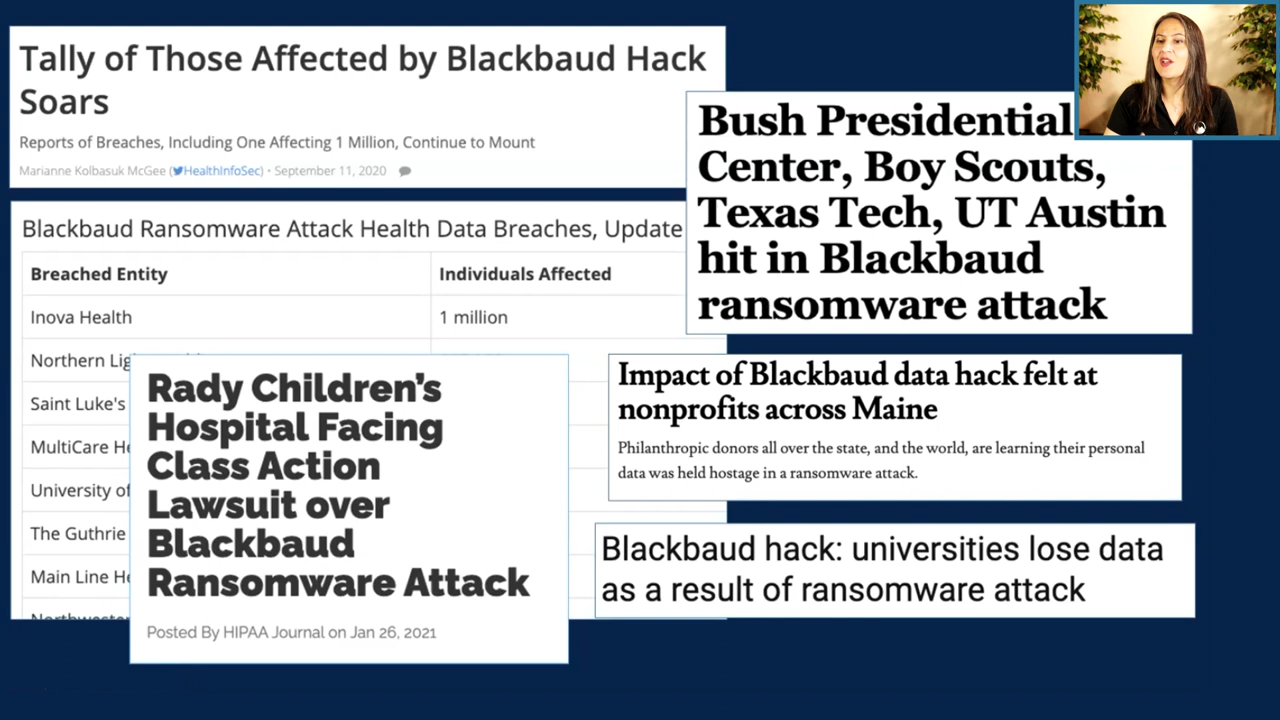 Tally of Those Affected by Blackbaud Hack
Soars
Reports of Breaches, Including One Affecting 1 Million, Continue to Mount
Marianne Kolbasuk McGee (HealthInfoSec) • September 11, 2020
Blackbaud Ransomware Attack Health Data Breaches, Update
Breached Entity Individuals Affected
Inova Health 1 million
Northern
Saint Luke's
MultiCare
University of
The Guthrie
Main Line
Rady Children's
Hospital Facing
Class Action
Lawsuit over
Blackbaud
Ransomware Attack
Posted By HIPAA Journal on Jan 26, 2021
Bush Presidential
Center, Boy Scouts,
Texas Tech, UT Austin
hit in Blackbaud
ransomware attack
Impact of Blackbaud data hack felt at
nonprofits across Maine
Philanthropic donors all over the state, and the world, are learning their personal
data was held hostage in a ransomware attack.
Blackbaud hack: universities lose data
as a result of ransomware attack